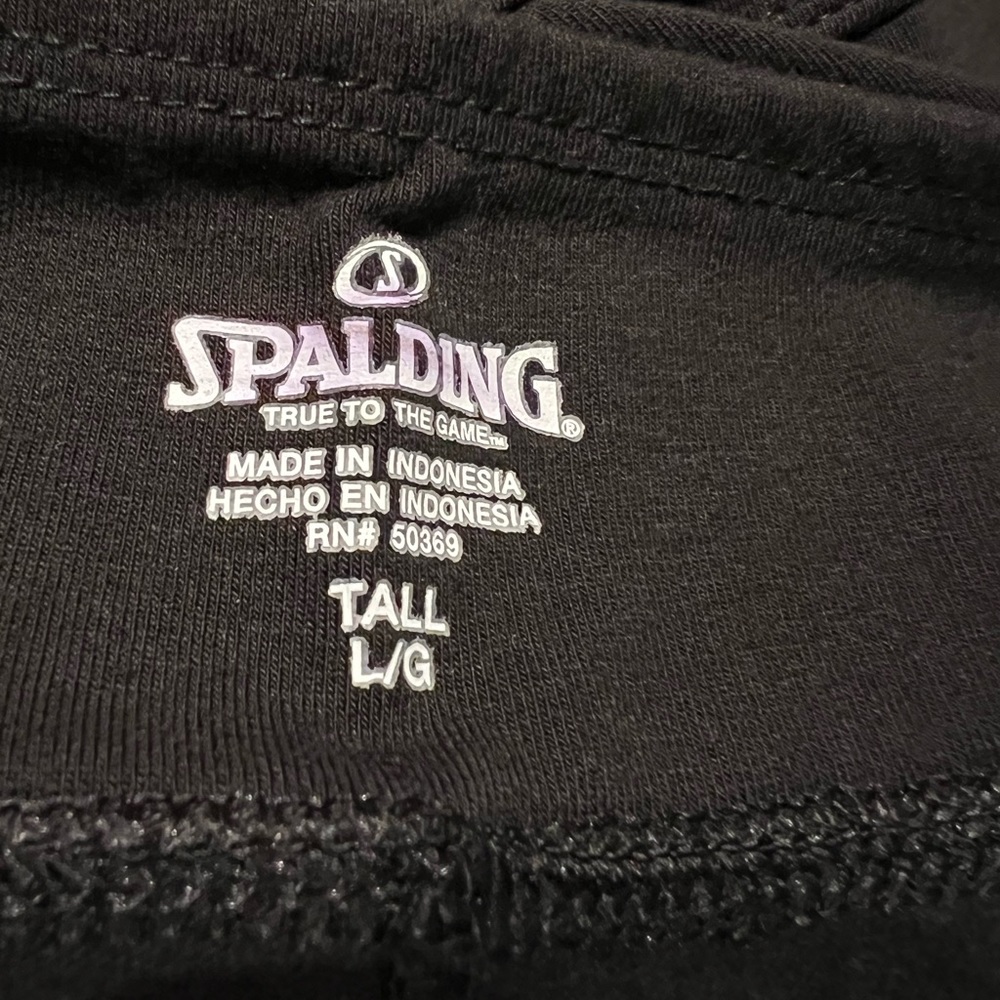 S
SPALDING®
TRUE TO THE GAME™
MADE IN INDONESIA
HECHO EN INDONESIA
RN# 50369
TALL
L/G